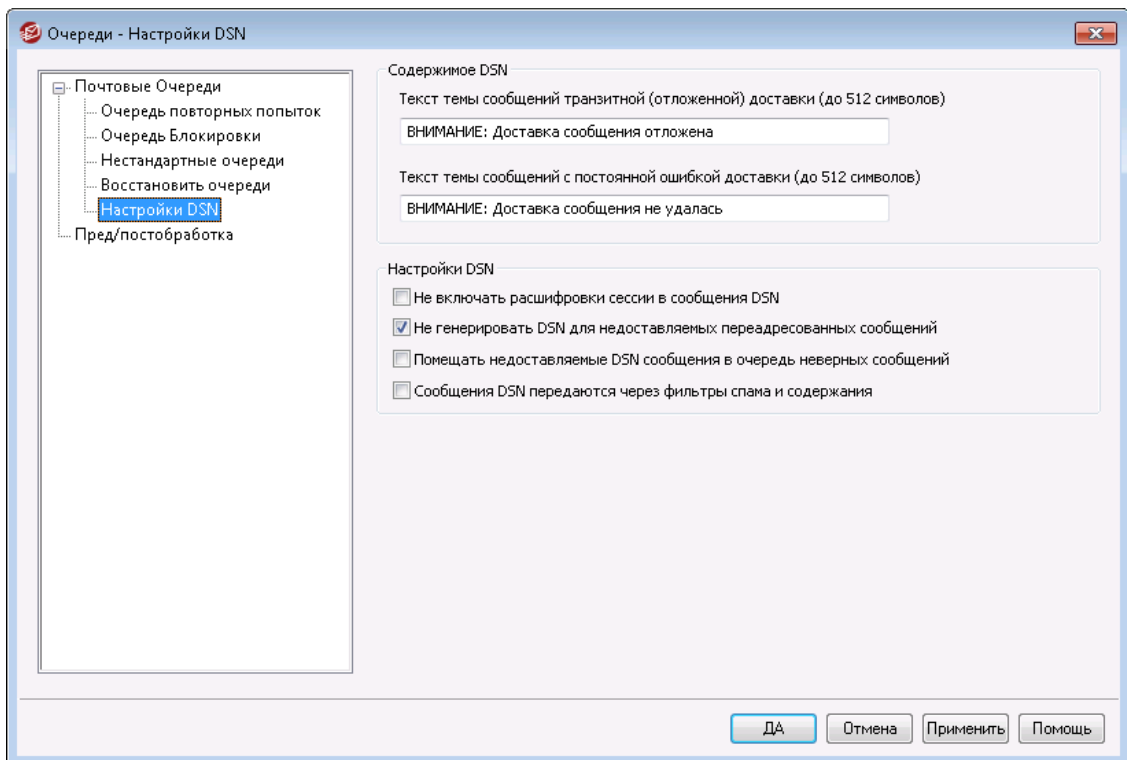 Очереди - Настройки DSN
Почтовые Очереди
Очередь повторных попыток
Очередь Блокировки
Нестандартные очереди
Восстановить очереди
Настройки DSN
Пред/постобработка
Содержимое DSN
Текст темы сообщений транзитной (отложенной) доставки (до 512 символов)
ВНИМАНИЕ: Доставка сообщения отложена
Текст темы сообщений с постоянной ошибкой доставки (до 512 символов)
ВНИМАНИЕ: Доставка сообщения не удалась
Настройки DSN
Не включать расшифровки сессии в сообщения DSN
Не генерировать DSN для недоставляемых переадресованных сообщений
Помещать недоставляемые DSN сообщения в очередь неверных сообщений
Сообщения DSN передаются через фильтры спама и содержания
ДА
Отмена
Применить
Помощь